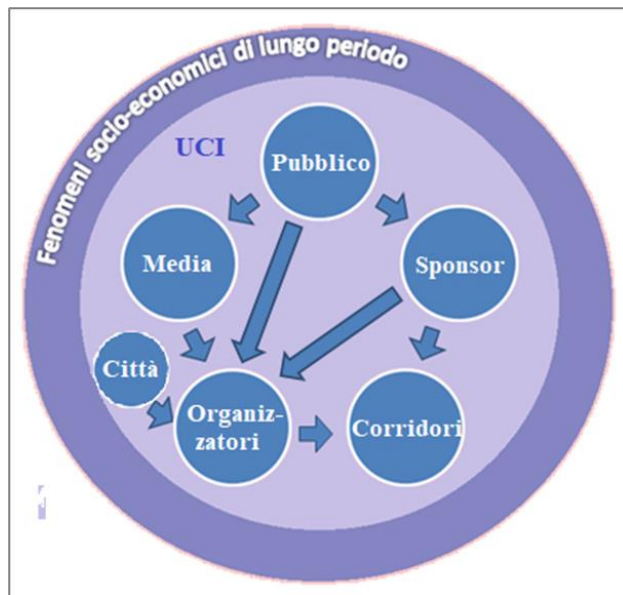 Fenomeni socio-economici di lungo periodo
UCI
Pubblico
Media
Sponsor
Città
Organiz-
zatori
Corridori